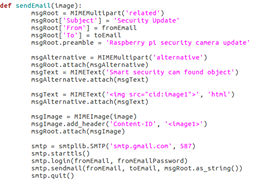 def sendEmail(image):
msgRoot = MIMEMultipart('related')
msgRoot['Subject'] = 'Security Update'
msgRoot['From'] = fromEmail
msgRoot['To'] = toEmail
msgRoot.preamble = 'Raspberry pi security camera update'
msgAlternative = MIMEMultipart('alternative')
msgRoot.attach(msgAlternative)
msgText = MIMEText('Smart security cam found object')
msgAlternative.attach(msgText)
msgText = MIMEText('<img src="cid:image1">', 'html')
msgAlternative.attach(msgText)
msgImage = MIMEImage(image)
msgImage.add_header('Content-ID', '<image1>')
msgRoot.attach(msgImage)
smtp = smtplib.SMTP('smtp.gmail.com', 587)
smtp.starttls()
smtp.login(fromEmail, fromEmailPassword)
smtp.sendmail(fromEmail, toEmail, msgRoot.as_string())
smtp.quit()